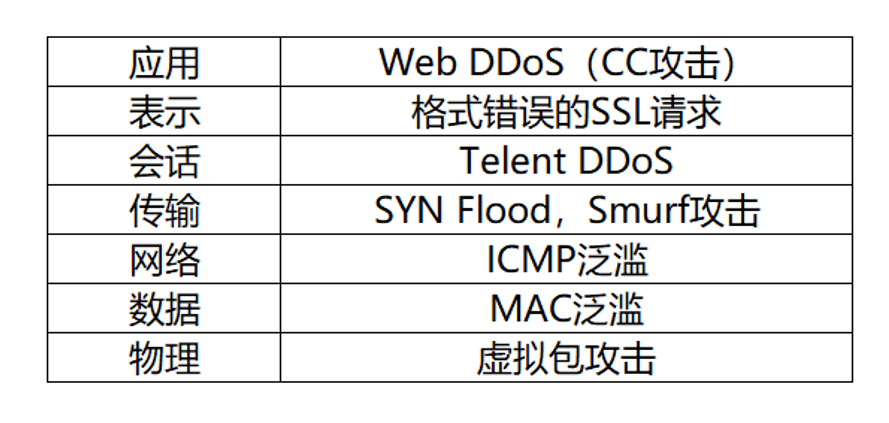 应用 Web DDoS（CC攻击）
表示 格式错误的SSL请求
会话 Telent DDoS
传输 SYN Flood，Smurf攻击
网络 ICMP泛滥
数据 MAC泛滥
物理 虚拟包攻击